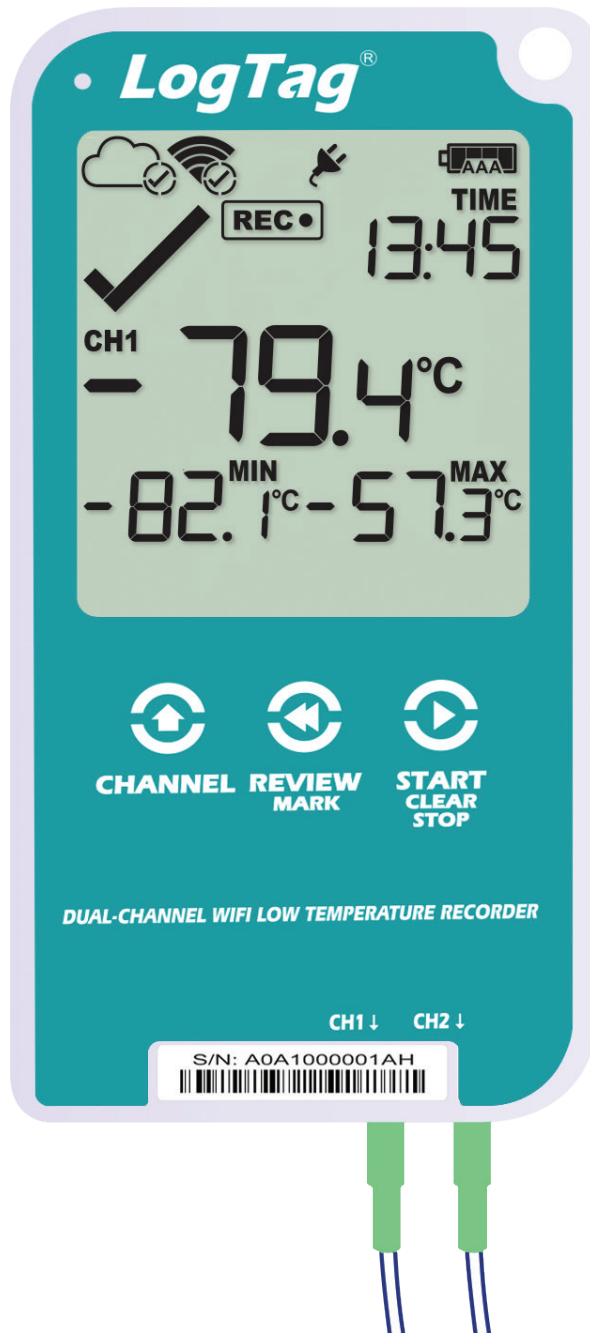 LogTag®
AAA
TIME
REC
13:45
CH1
-79.4°C
MIN
MAX
-82.1°C
-57.3°C
CHANNEL
REVIEW
MARK
START
CLEAR
STOP
DUAL-CHANNEL WIFI LOW TEMPERATURE RECORDER
CH1↓ CH2↓
S/N: A0A1000001AH